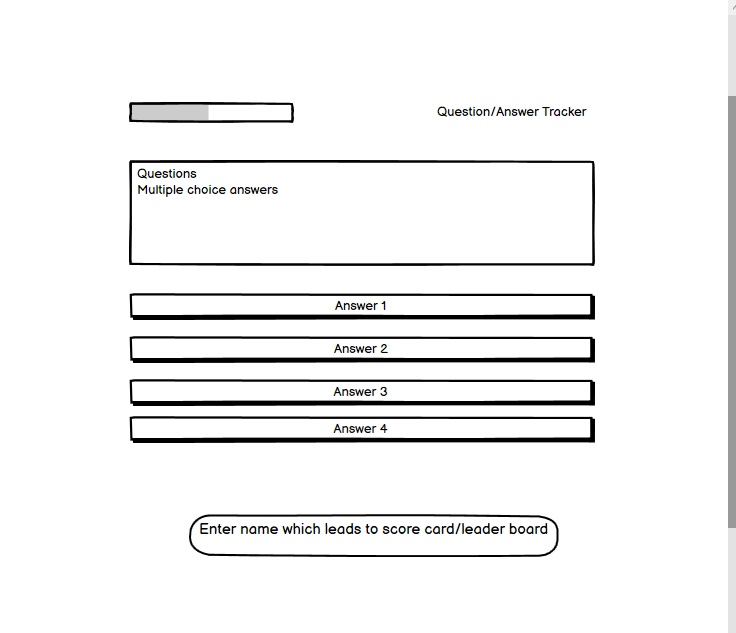 Question/Answer Tracker
Questions
Multiple choice answers
Answer 1
Answer 2
Answer 3
Answer 4
Enter name which leads to score card/leader board